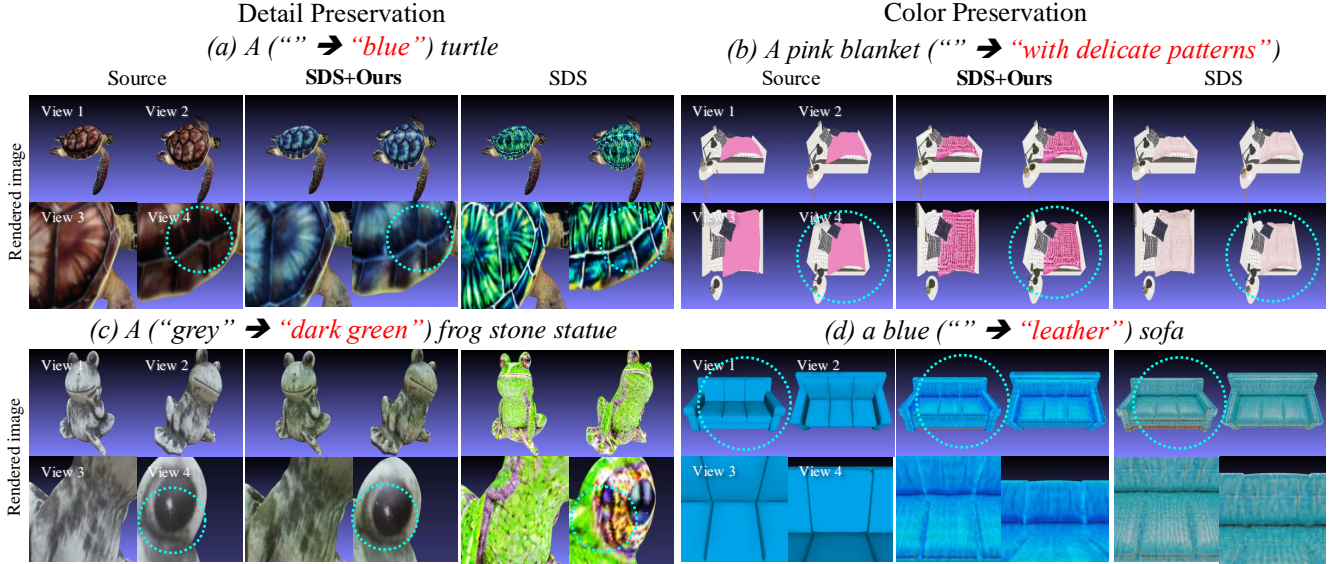 Detail Preservation
(a) A (“” ➔ “blue”) turtle
Source SDS+Ours SDS
View 1 View 2
View 3 View 4
Rendered image
Color Preservation
(b) A pink blanket (“” ➔ “with delicate patterns”)
Source SDS+Ours SDS
View 1 View 2
View 3 View 4
(c) A (“grey” ➔ “dark green”) frog stone statue
View 1 View 2
View 3 View 4
Rendered image
(d) a blue (“” ➔ “leather”) sofa
View 1 View 2
View 3 View 4